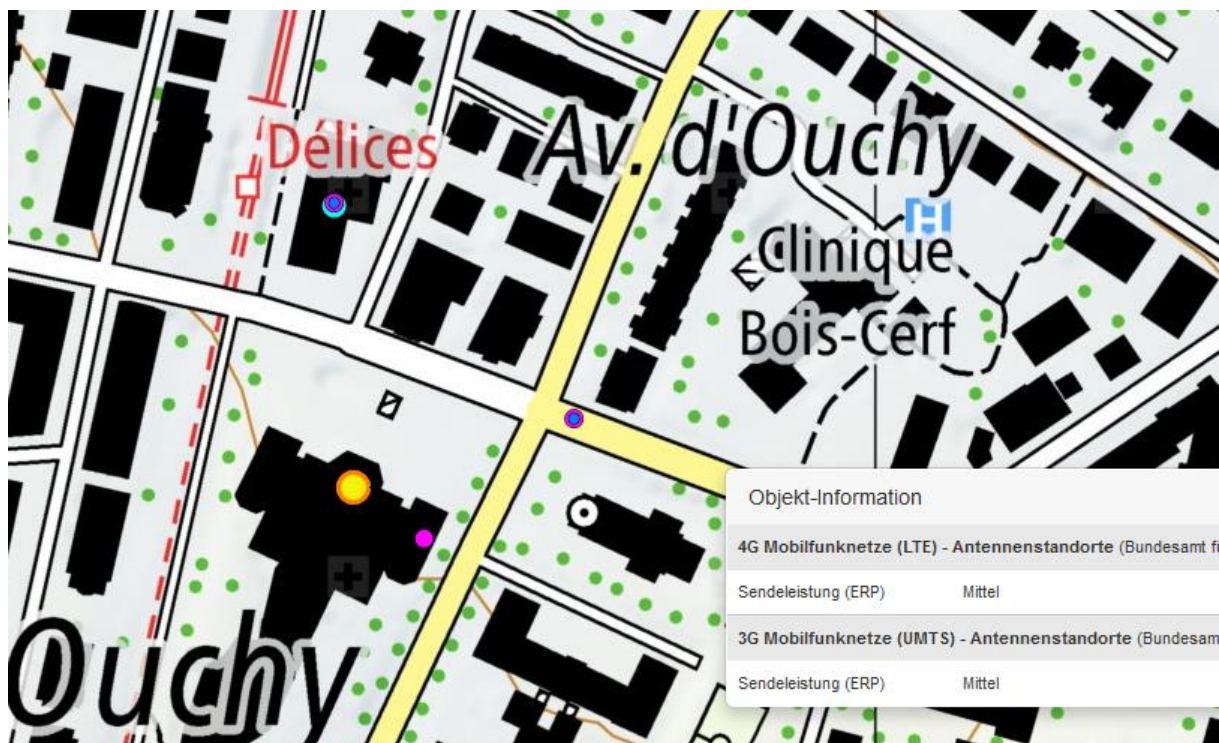 Délices
Av. d'Ouchy
H
Clinique
Bois-Cerf
Ouchy
Objekt-Information
4G Mobilfunknetze (LTE) - Antennenstandorte (Bundesamt fü
Sendeleistung (ERP) Mittel
3G Mobilfunknetze (UMTS) - Antennenstandorte (Bundesam
Sendeleistung (ERP) Mittel